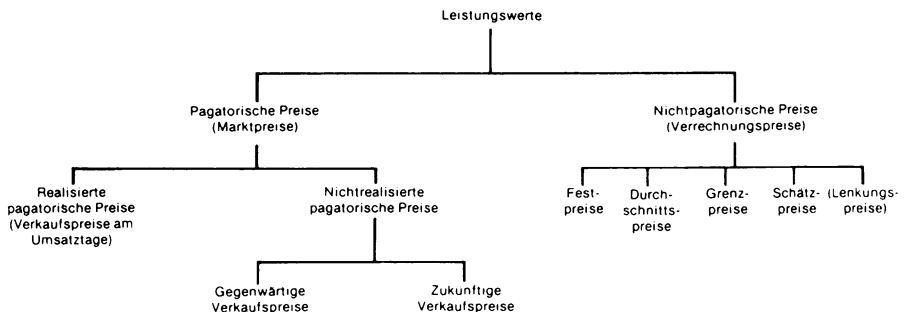 Leistungswerte
Pagatorische Preise
(Marktpreise)
Nichtpagatorische Preise
(Verrechnungspreise)
Realisierte
pagatorische Preise
(Verkaufspreise am
Umsatztage)
Nichtrealisierte
pagatorische Preise
Fest-
preise
Durch-
schnitts-
preise
Grenz-
preise
Schätz-
preise
(Lenkungs-
preise)
Gegenwärtige
Verkaufspreise
Zukunftige
Verkaufspreise